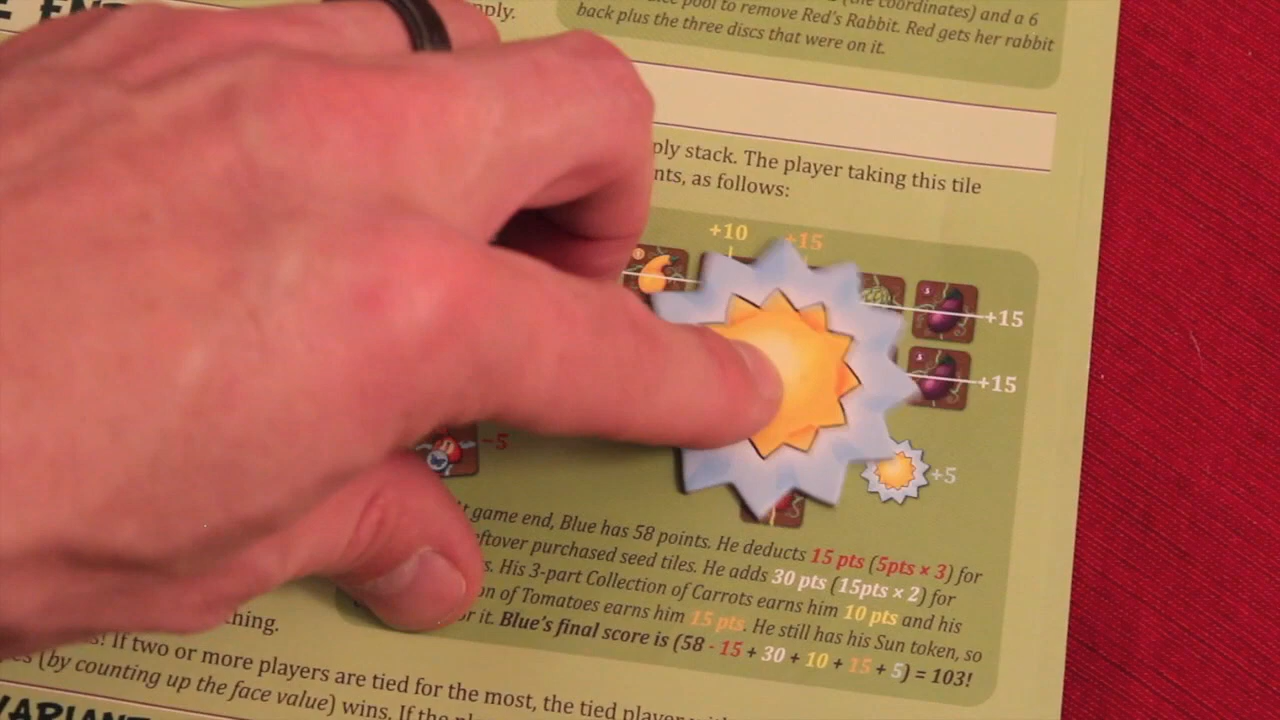 E END
pply.
(the coordinates) and a 6
pool to remove Red's Rabbit. Red gets her rabbit
back plus the three discs that were on it.
ply stack. The player taking this tile
nts, as follows:
+10
+15
+15
+15
-5
+5
game end, Blue has 58 points. He deducts 15 pts (5pts × 3) for
eftover purchased seed tiles. He adds 30 pts (15pts × 2) for
s. His 3-part Collection of Carrots earns him 10 pts and his
on of Tomatoes earns him 15 pts. He still has his Sun token, so
or it. Blue's final score is (58 - 15 + 30 + 10 + 15 + 5) = 103!
thing.
s! If two or more players are tied for the most, the tied player
(by counting up the face value) wins. If the
VARIANT